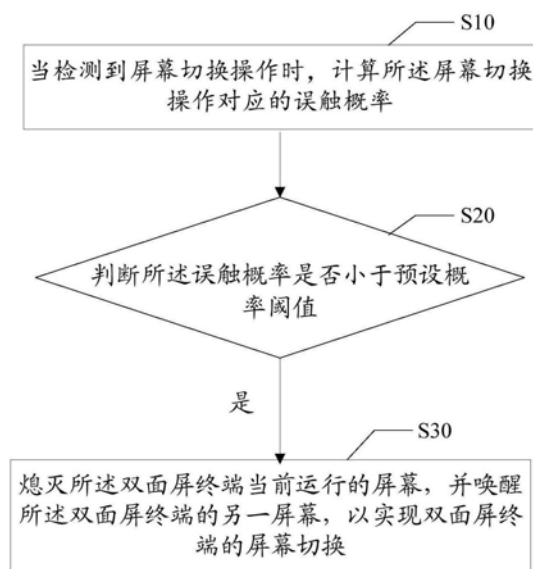 S10
当检测到屏幕切换操作时，计算所述屏幕切换
操作对应的误触概率
S20
判断所述误触概率是否小于预设概
率阈值
是
S30
熄灭所述双面屏终端当前运行的屏幕，并唤醒
所述双面屏终端的另一屏幕，以实现双面屏终
端的屏幕切换